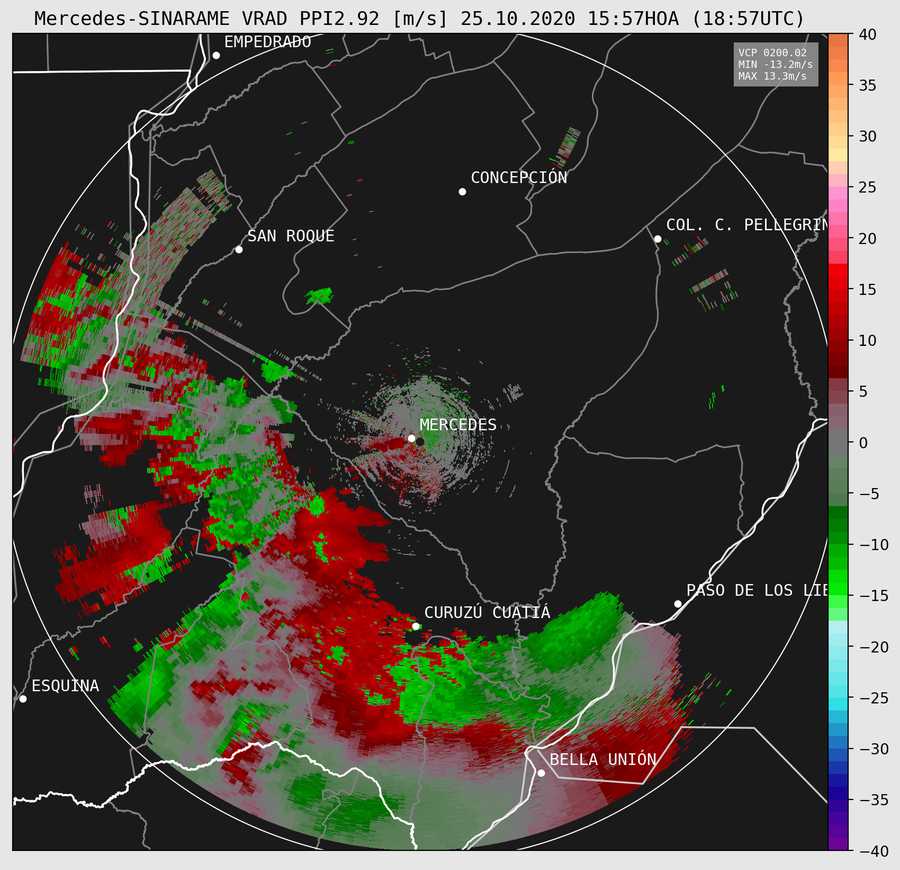 Mercedes-SINARAME VRAD PPI2.92 [m/s] 25.10.2020 15:57HOA (18:57UTC)
EMPEDRADO
VCP 0200.02
MIN -13.2m/s
MAX 13.3m/s
CONCEPCIÓN
SAN ROQUE
COL. C. PELLEGRIN
MERCEDES
PASO DE LOS LIB
CURUZÚ CUATIÁ
ESQUINA
BELLA UNIÓN
40
35
30
25
20
15
10
5
0
−5
−10
−15
−20
−25
−30
−35
−40